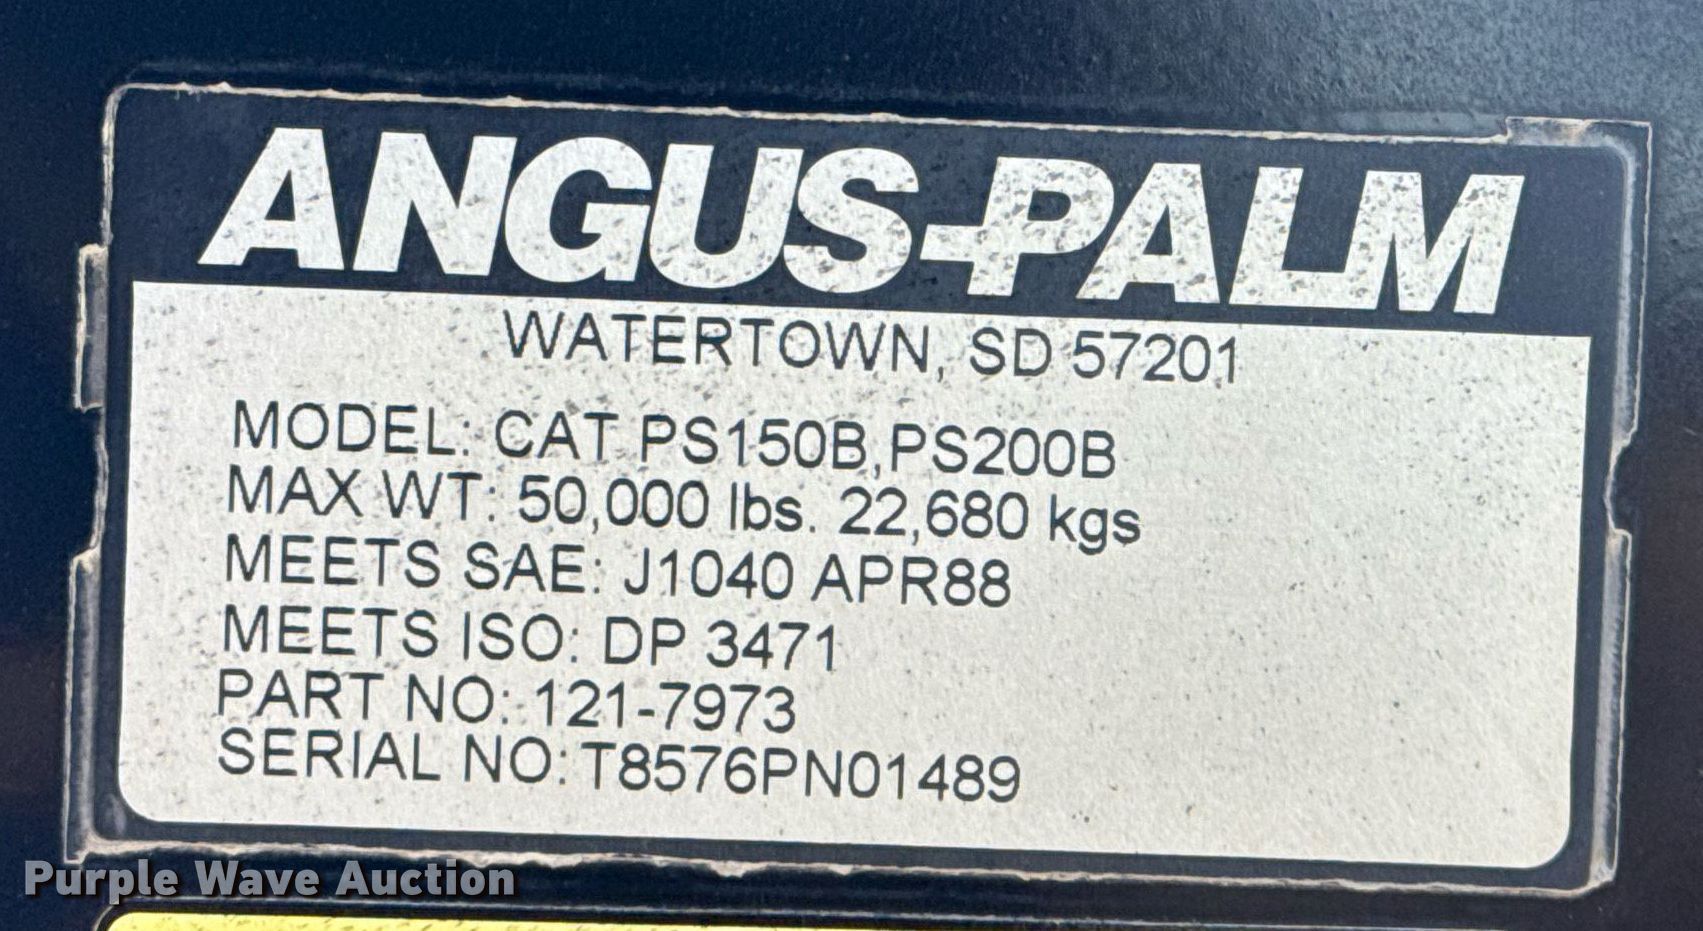 ANGUS-PALM
WATERTOWN, SD 57201
MODEL: CAT PS150B,PS200B
MAX WT: 50,000 lbs. 22,680 kgs
MEETS SAE: J1040 APR88
MEETS ISO: DP 3471
PART NO: 121-7973
SERIAL NO: T8576PN01489
Purple Wave Auction